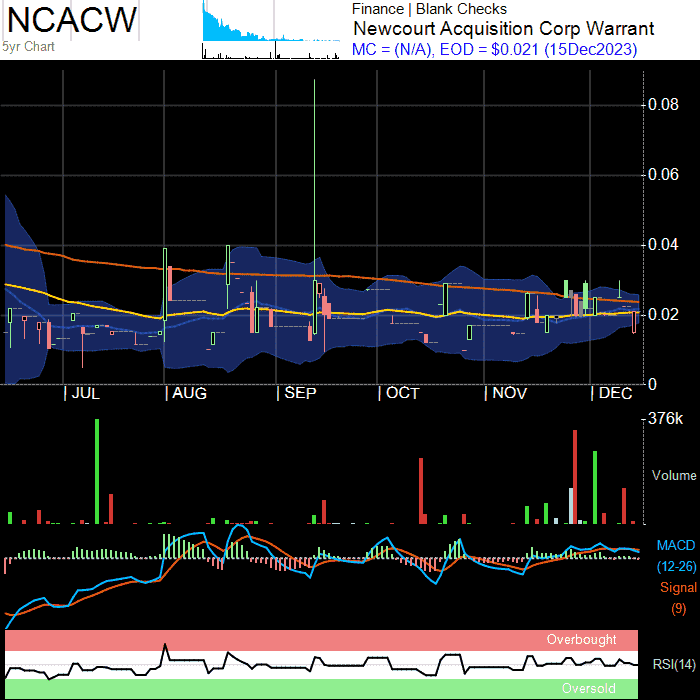 NCACW
5yr Chart
Finance | Blank Checks
Newcourt Acquisition Corp Warrant
MC = (N/A), EOD = $0.021 (15Dec2023)
0.08
0.06
0.04
0.02
0
JUL AUG SEP OCT NOV DEC
376k
Volume
MACD
(12-26)
Signal
(9)
Overbought
RSI(14)
Oversold